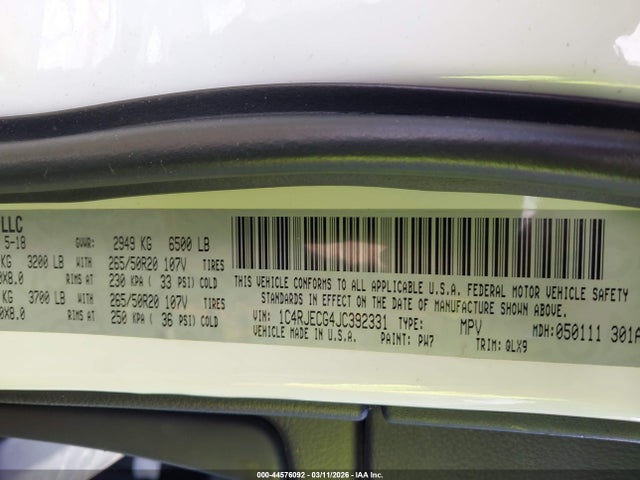 LLC
5-18 GVWR: 2949 KG 6500 LB
KG 3200 LB WITH 265/50R20 107V TIRES
0X8.0 RIMS AT 230 KPA ( 33 PSI) COLD
KG 3700 LB WITH 265/50R20 107V TIRES
0X8.0 RIMS AT 250 KPA ( 36 PSI) COLD
THIS VEHICLE CONFORMS TO ALL APPLICABLE U.S.A. FEDERAL MOTOR VEHICLE SAFETY
STANDARDS IN EFFECT ON THE DATE OF MANUFACTURE SHOWN ABOVE.
VIN: 1C4RJECG4JC392331 TYPE: MPV MDH: 050111 301A
VEHICLE MADE IN U.S.A. PAINT: PW7 TRIM: QLX9
000-44576092 - 03/11/2026 - IAA Inc.